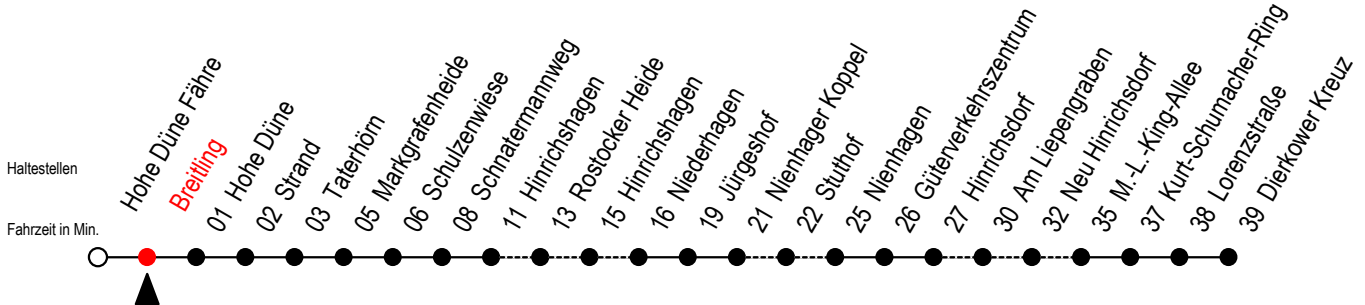 Haltestellen
Fahrzeit in Min.
Hohe Düne Fähre
Breitling
01 Hohe Düne
02 Strand
03 Taterhörn
05 Markgrafenheide
06 Schulzenwiese
08 Schnatermannweg
11 Hinrichshagen
13 Rostocker Heide
15 Hinrichshagen
16 Niederhagen
19 Jürgeshof
21 Nienhager Koppel
22 Stuthof
25 Nienhagen
26 Güterverkehrszentrum
27 Hinrichsdorf
30 Am Liepengraben
32 Neu Hinrichsdorf
35 M.-L.-King-Allee
37 Kurt-Schumacher-Ring
38 Lorenzstraße
39 Dierkower Kreuz